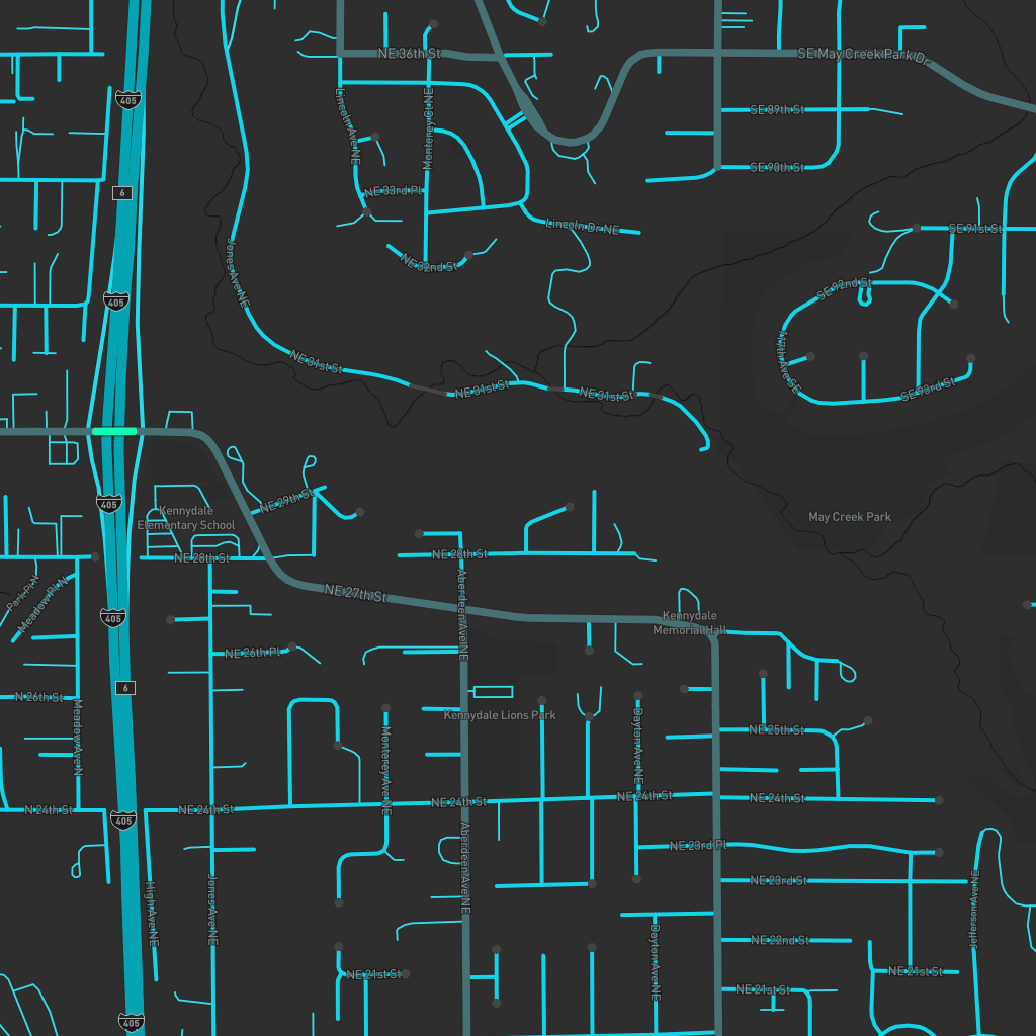 NE 36th St
SE May Creek Park Dr
405
Lincoln Ave NE
Monterey Ct NE
SE 89th St
SE 90th St
6
NE 33rd Pl
Lincoln Dr NE
SE 91st St
Jones Ave NE
NE 32nd St
SE 92nd St
405
117th Ave SE
NE 31st St
NE 31st St
NE 31st St
SE 93rd St
405
NE 29th St
Kennydale
Elementary School
May Creek Park
NE 28th St
NE 28th St
Park Pl N
Meadow Pl N
405
NE 27th St
Aberdeen Ave NE
Kennydale
Memorial Hall
NE 26th Pl
6
N 26th St
Meadow Ave N
Kennydale Lions Park
Monterey Ave NE
Dayton Ave NE
NE 25th St
N 24th St
NE 24th St
NE 24th St
NE 24th St
NE 24th St
405
Aberdeen Ave NE
NE 23rd Pl
NE 23rd St
High Ave NE
Jones Ave NE
Jefferson Ave NE
NE 22nd St
Dayton Ave NE
NE 21st St
NE 21st St
NE 21st St
405